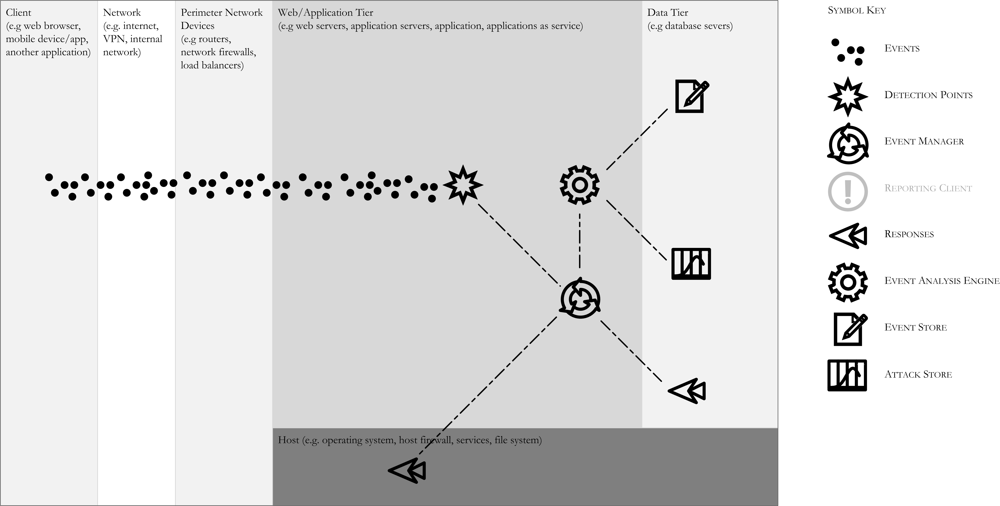 Client
(e.g web browser,
mobile device/app,
another application)
Network
(e.g. internet,
VPN, internal
network)
Perimeter Network
Devices
(e.g routers,
network firewalls,
load balancers)
Web/Application Tier
(e.g web servers, application servers, application, applications as service)
Data Tier
(e.g database severs)
Host (e.g. operating system, host firewall, services, file system)
Symbol Key
Events
Detection Points
Event Manager
Reporting Client
Responses
Event Analysis Engine
Event Store
Attack Store